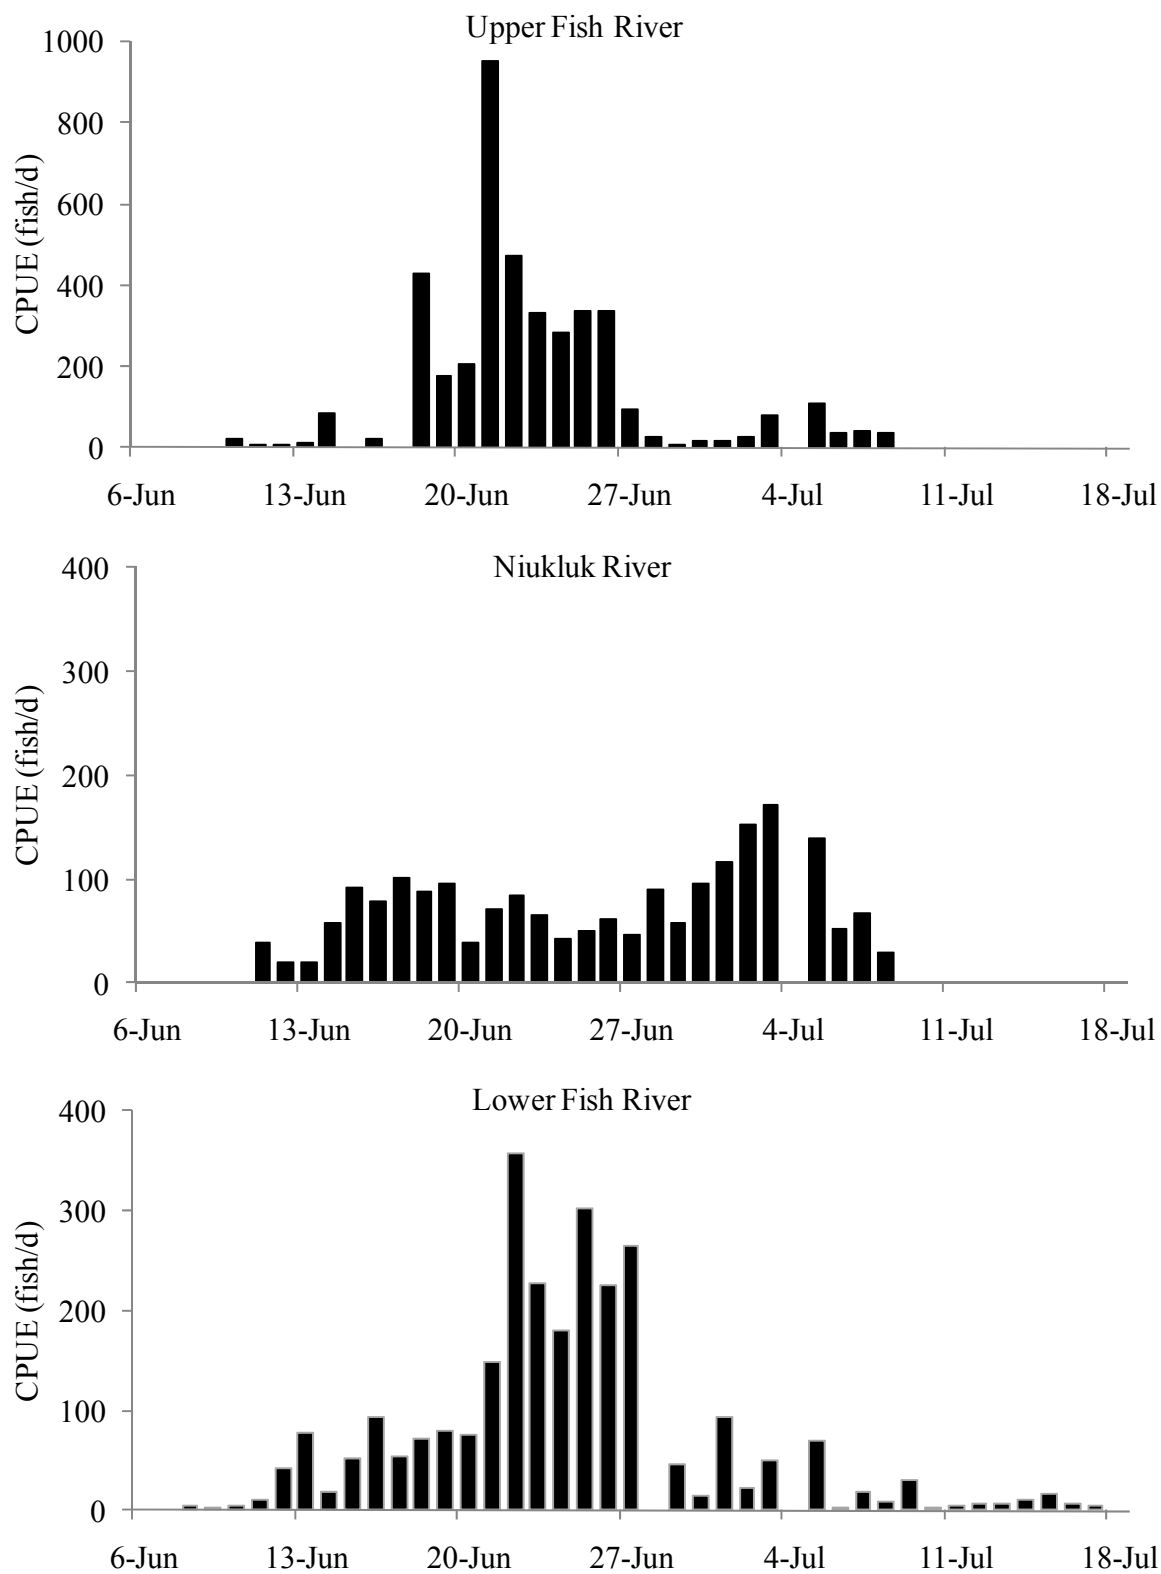 Upper Fish River
1000
800
600
400
200
0
CPUE (fish/d)
6-Jun 13-Jun 20-Jun 27-Jun 4-Jul 11-Jul 18-Jul
Niukluk River
400
300
200
100
0
CPUE (fish/d)
6-Jun 13-Jun 20-Jun 27-Jun 4-Jul 11-Jul 18-Jul
Lower Fish River
400
300
200
100
0
CPUE (fish/d)
6-Jun 13-Jun 20-Jun 27-Jun 4-Jul 11-Jul 18-Jul